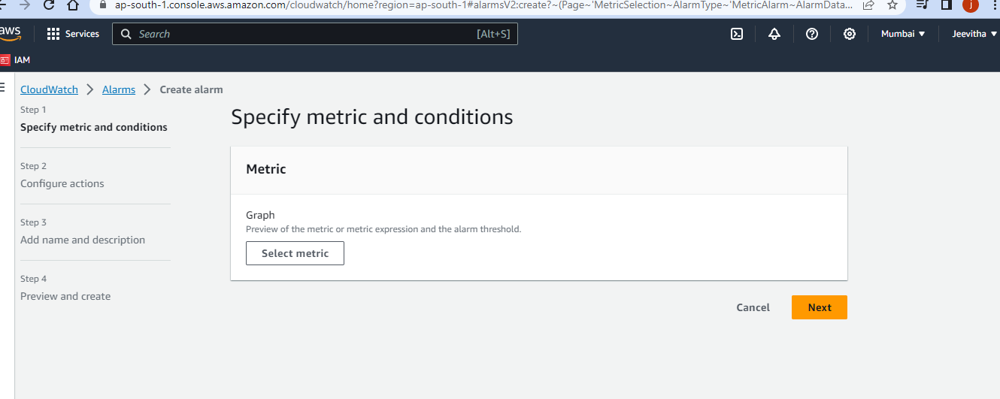 ap-south-1.console.aws.amazon.com/cloudwatch/home?region=ap-south-1#alarmsV2:create?~(Page~'MetricSelection~AlarmType~'MetricAlarm~AlarmData...
j
aws
Services
Search
[Alt+S]
Mumbai
Jeevitha
IAM
CloudWatch
Alarms
Create alarm
Step 1
Specify metric and conditions
Step 2
Configure actions
Step 3
Add name and description
Step 4
Preview and create
Specify metric and conditions
Metric
Graph
Preview of the metric or metric expression and the alarm threshold.
Select metric
Cancel
Next